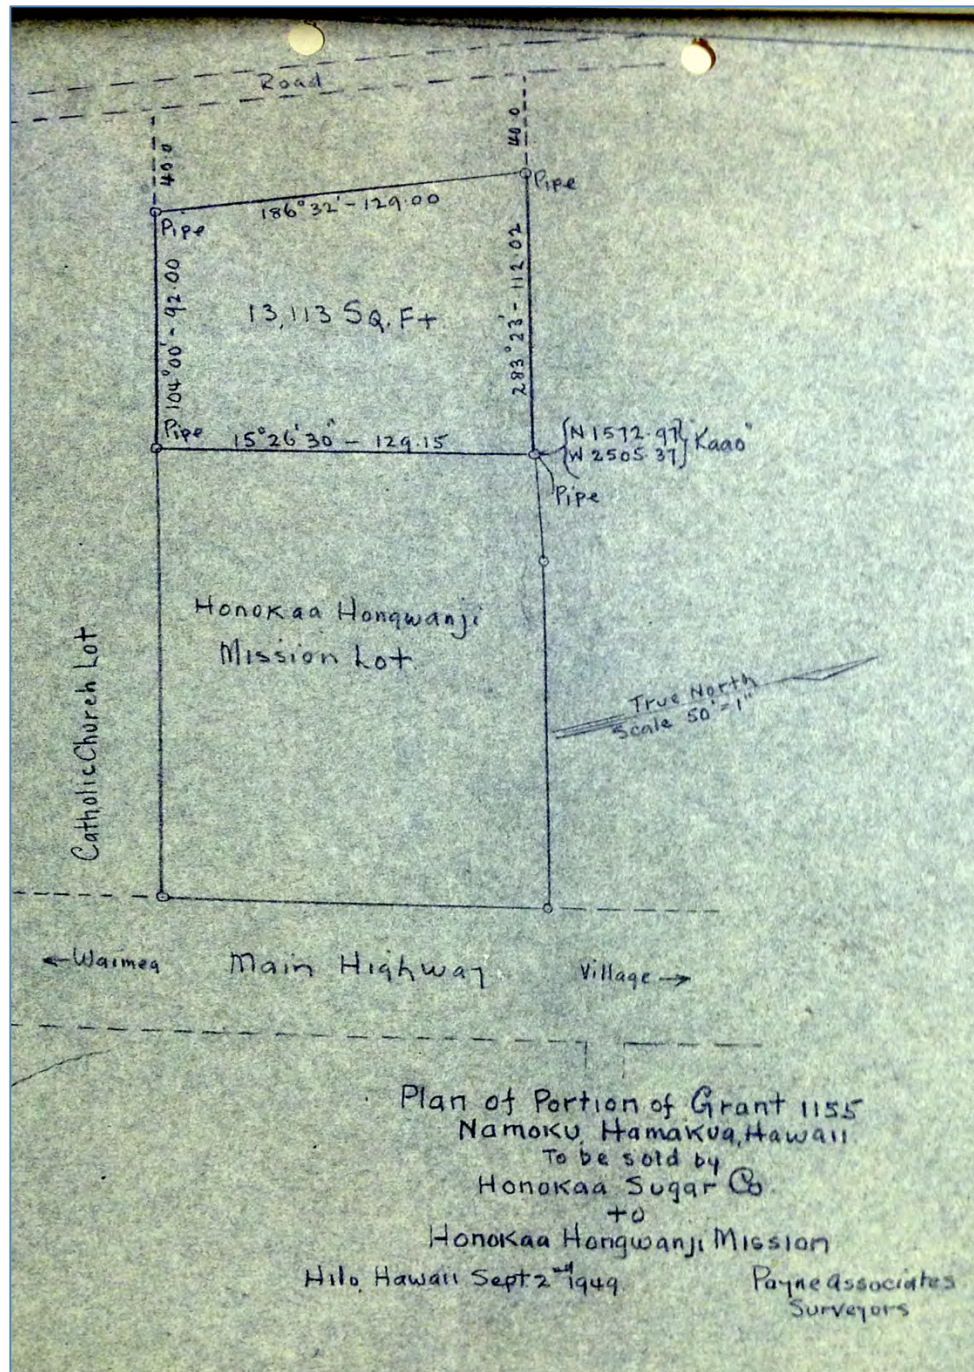 Road
40.0
40.0
Pipe
186°32' - 129.00
Pipe
104°00' - 92.00
283°23' - 112.02
13,113 Sq. Ft.
Pipe
15°26'30" - 129.15
{N 1572.97} "Kaao"
{W 2505.37}
Pipe
Honokaa Hongwanji
Mission Lot
Catholic Church Lot
True North
Scale 50'=1"
←Waimea Main Highway Village→
Plan of Portion of Grant 1155
Namoku, Hamakua, Hawaii
To be sold by
Honokaa Sugar Co.
to
Honokaa Hongwanji Mission
Hilo, Hawaii Sept. 2nd 1949
Payne Associates
Surveyors